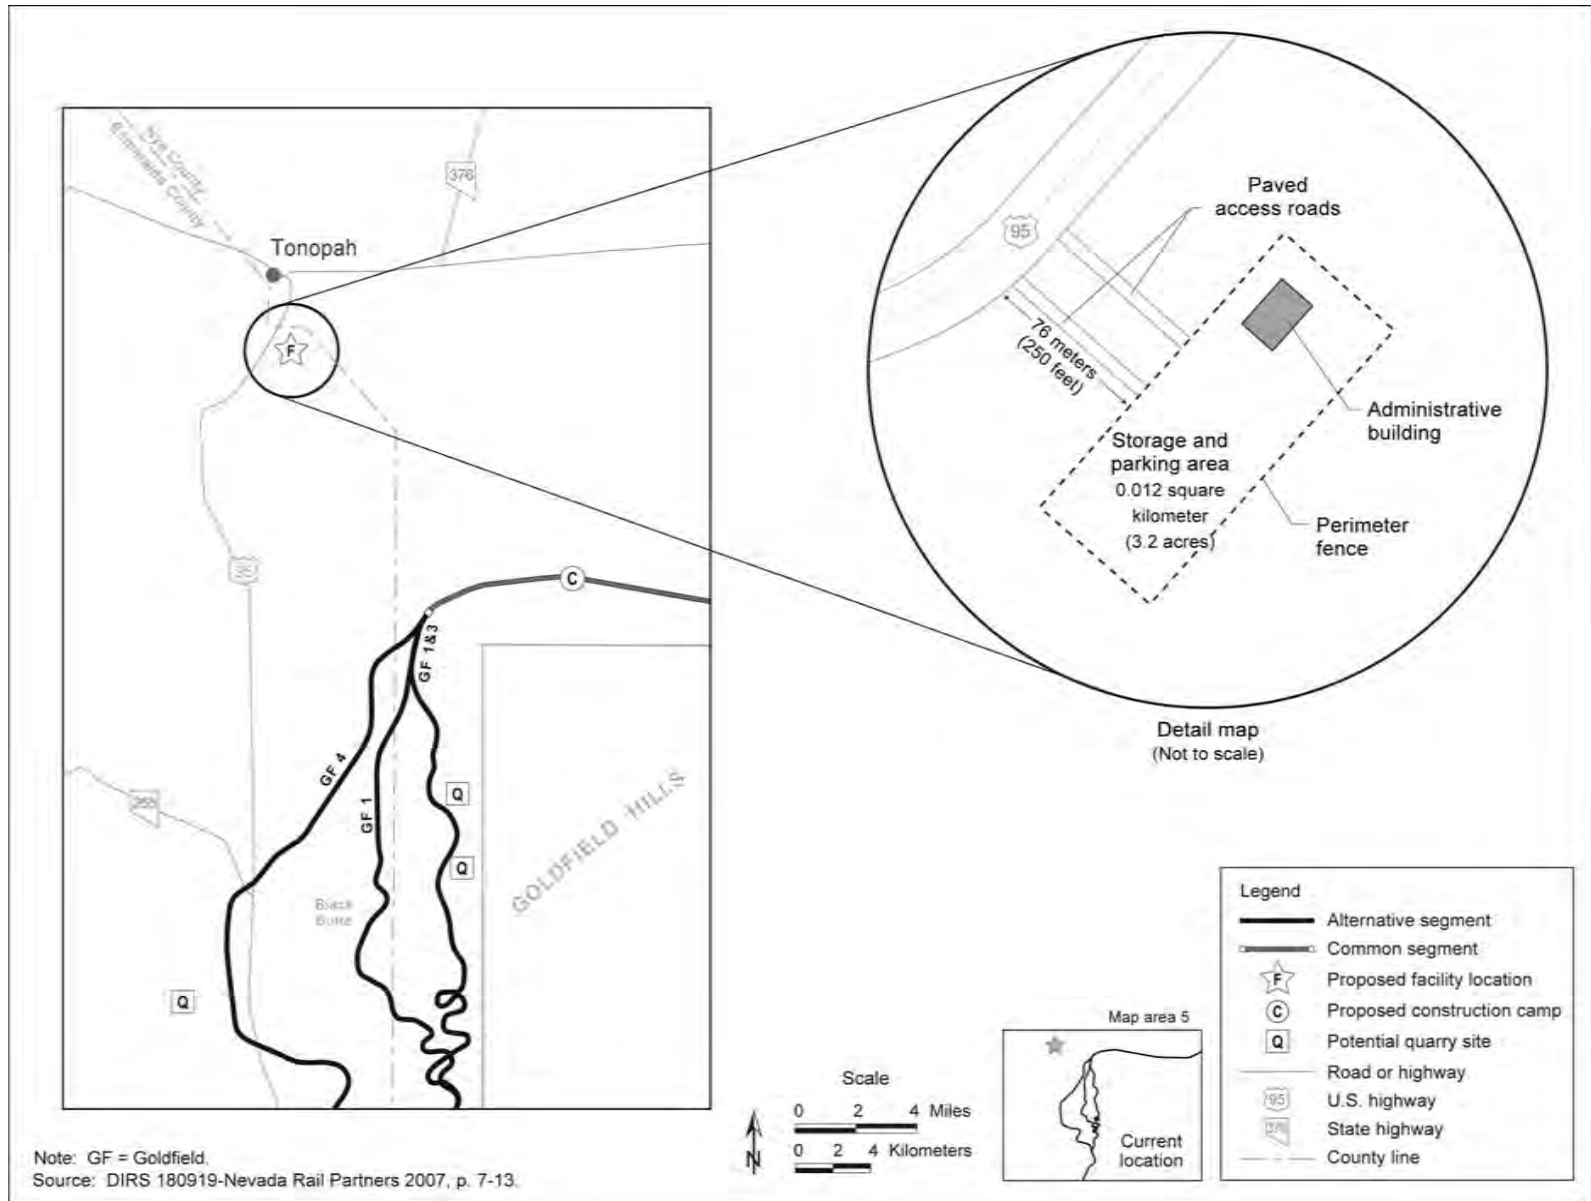 Nye County
Esmeralda County
376
Tonopah
F
95
C
GF 1&3
GF 4
GF 1
Q
Q
Q
Black
Butte
GOLDFIELD HILLS
95
Paved
access roads
76 meters
(250 feet)
Administrative
building
Storage and
parking area
0.012 square
kilometer
(3.2 acres)
Perimeter
fence
Detail map
(Not to scale)
Legend
Alternative segment
Common segment
F Proposed facility location
C Proposed construction camp
Q Potential quarry site
Road or highway
95 U.S. highway
376 State highway
County line
Map area 5
Current
location
Scale
0 2 4 Miles
0 2 4 Kilometers
N
Note: GF = Goldfield.
Source: DIRS 180919-Nevada Rail Partners 2007, p. 7-13.